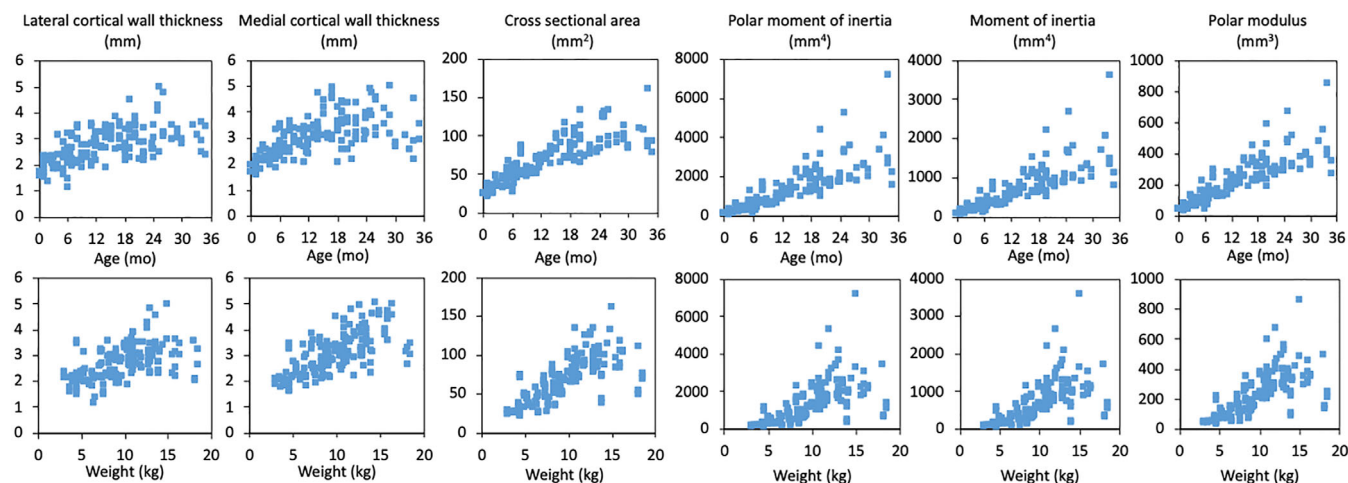 Lateral cortical wall thickness
(mm)
Medial cortical wall thickness
(mm)
Cross sectional area
(mm²)
Polar moment of inertia
(mm⁴)
Moment of inertia
(mm⁴)
Polar modulus
(mm³)
6
5
4
3
2
1
0
0 6 12 18 24 30 36
Age (mo)
6
5
4
3
2
1
0
0 6 12 18 24 30 36
Age (mo)
200
150
100
50
0
0 6 12 18 24 30 36
Age (mo)
8000
6000
4000
2000
0
0 6 12 18 24 30 36
Age (mo)
4000
3000
2000
1000
0
0 6 12 18 24 30 36
Age (mo)
1000
800
600
400
200
0
0 6 12 18 24 30 36
Age (mo)
6
5
4
3
2
1
0
0 5 10 15 20
Weight (kg)
6
5
4
3
2
1
0
0 5 10 15 20
Weight (kg)
200
150
100
50
0
0 5 10 15 20
Weight (kg)
8000
6000
4000
2000
0
0 5 10 15 20
Weight (kg)
4000
3000
2000
1000
0
0 5 10 15 20
Weight (kg)
1000
800
600
400
200
0
0 5 10 15 20
Weight (kg)